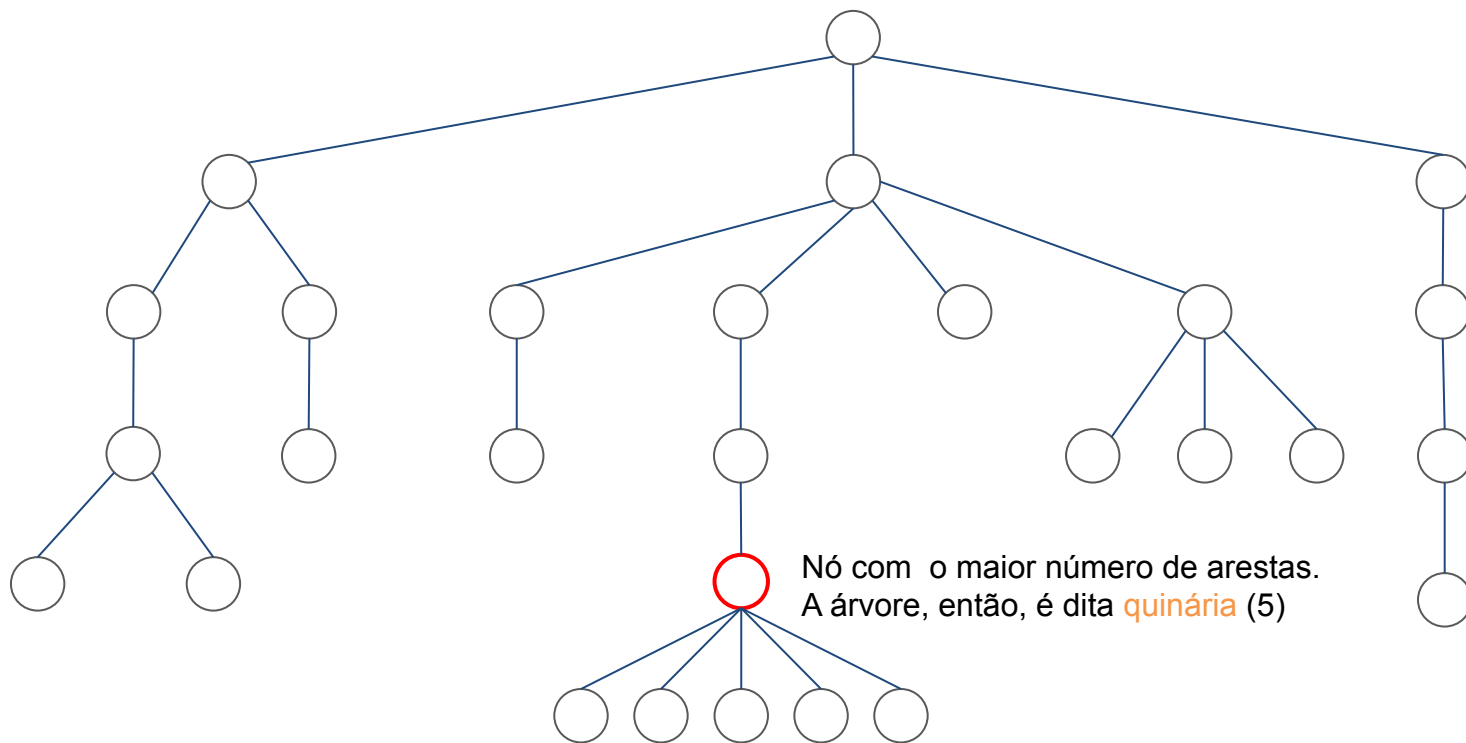 Nó com  o maior número de arestas.
A árvore, então, é dita quinária (5)